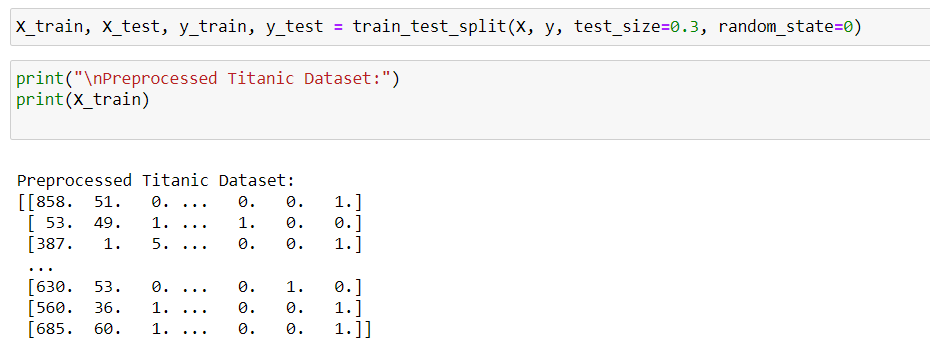 X_train, X_test, y_train, y_test = train_test_split(X, y, test_size=0.3, random_state=0)
print("\nPreprocessed Titanic Dataset:")
print(X_train)
Preprocessed Titanic Dataset:
[[858.  51.   0. ...   0.   0.   1.]
 [ 53.  49.   1. ...   1.   0.   0.]
 [387.   1.   5. ...   0.   0.   1.]
 ...
 [630.  53.   0. ...   0.   1.   0.]
 [560.  36.   1. ...   0.   0.   1.]
 [685.  60.   1. ...   0.   0.   1.]]